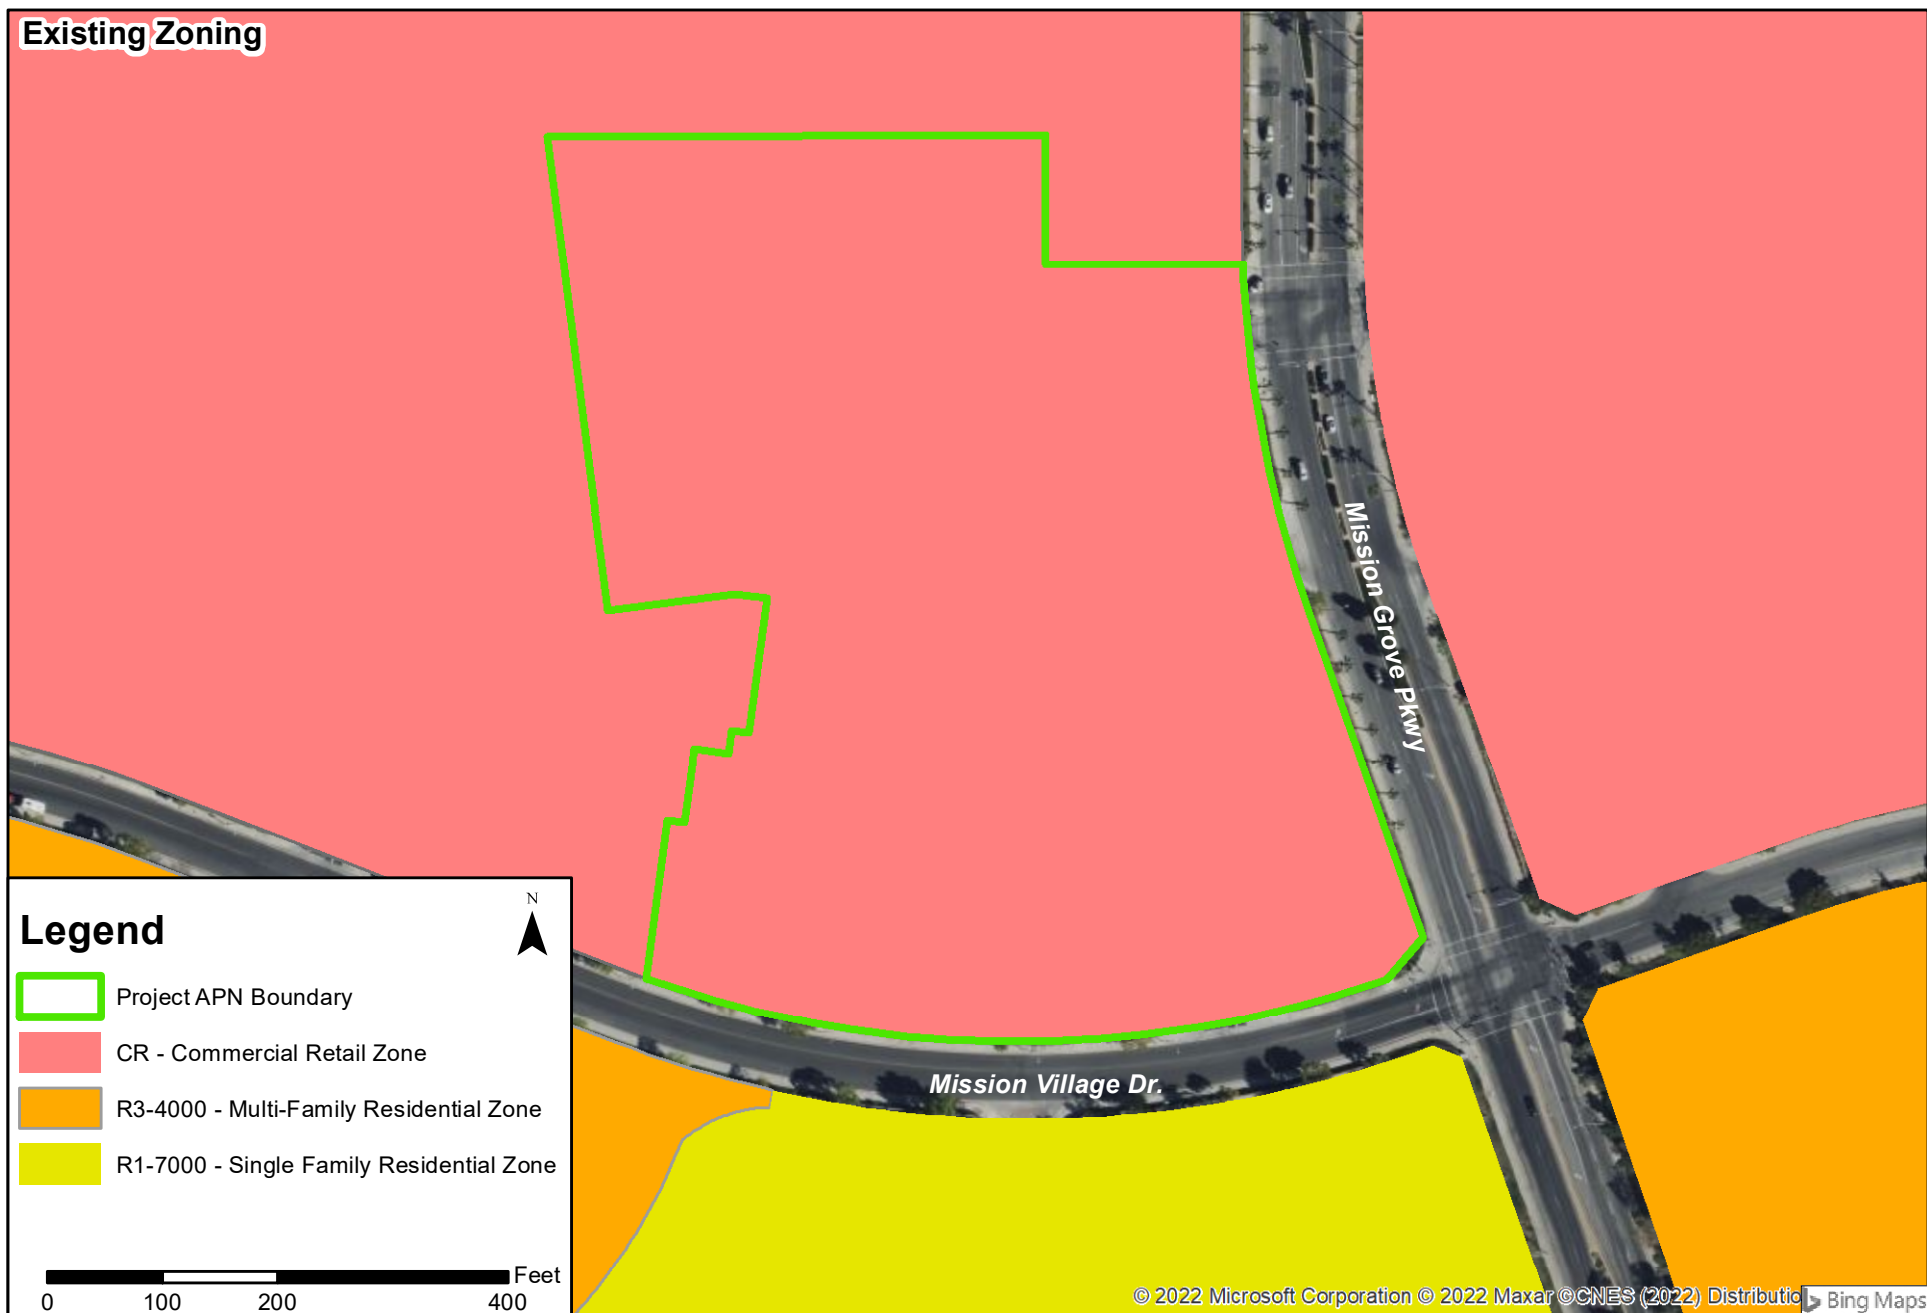 Existing Zoning
Mission Grove Pkwy
Mission Village Dr.
N
Legend
Project APN Boundary
CR - Commercial Retail Zone
R3-4000 - Multi-Family Residential Zone
R1-7000 - Single Family Residential Zone
Feet
0 100 200 400
© 2022 Microsoft Corporation © 2022 Maxar ©CNES (2022) Distributio
Bing Maps